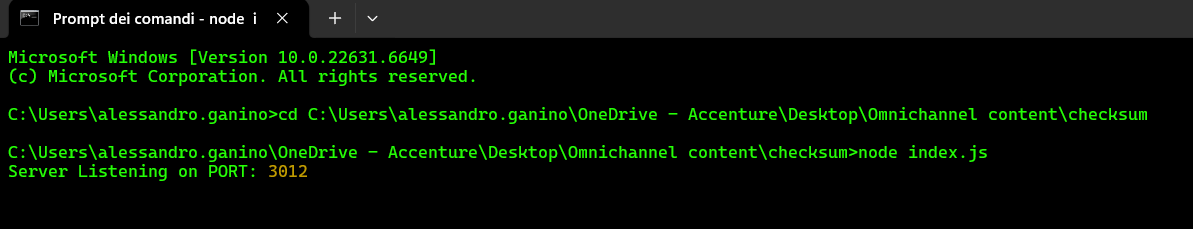 Prompt dei comandi - node i
Microsoft Windows [Version 10.0.22631.6649]
(c) Microsoft Corporation. All rights reserved.
C:\Users\alessandro.ganino>cd C:\Users\alessandro.ganino\OneDrive - Accenture\Desktop\Omnichannel content\checksum
C:\Users\alessandro.ganino\OneDrive - Accenture\Desktop\Omnichannel content\checksum>node index.js
Server Listening on PORT: 3012